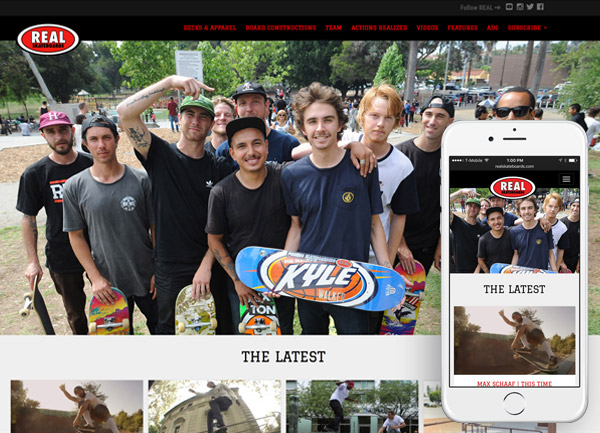 Follow REAL
REAL
SKATEBOARDS
DECKS & APPAREL BOARD CONSTRUCTIONS TEAM ACTIONS REALIZED VIDEOS FEATURES ADS SUBSCRIBE
KYLE
WALKER
THE LATEST
T-Mobile 1:00 PM
realskateboards.com
REAL
THE LATEST
MAX SCHAAF | THIS TIME